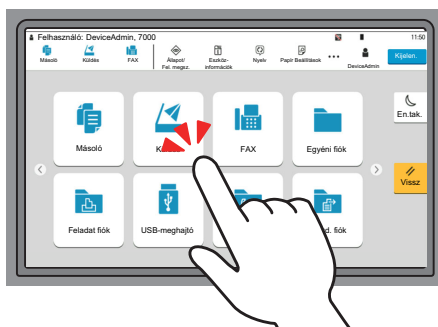 Felhasználó: DeviceAdmin, 7000
11:50
Másoló
Küldés
FAX
Állapot/
Fel. megsz.
Eszköz-
információk
Nyelv
Papír Beállítások
DeviceAdmin
Kijelen.
Másoló
FAX
Egyéni fiók
En.tak.
Vissz
Feladat fiók
USB-meghajtó
fiók